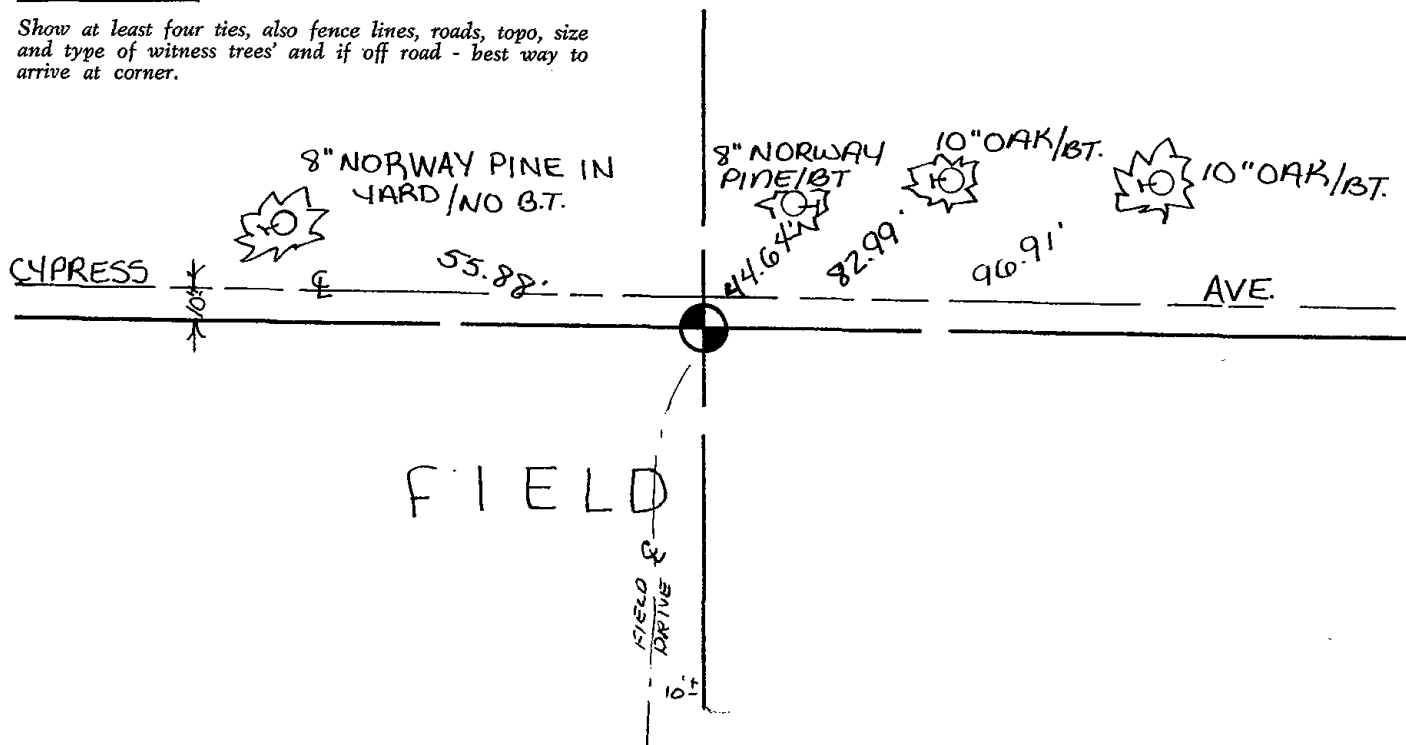 Show at least four ties, also fence lines, roads, topo, size
and type of witness trees' and if off road - best way to
arrive at corner.
8" NORWAY PINE IN
YARD/NO B.T.
8" NORWAY
PINE/BT
10" OAK/BT.
10" OAK/BT.
CYPRESS
10'±
℄
55.88'
44.64'
82.99'
96.91'
AVE.
FIELD
FIELD
DRIVE
℄
10'±